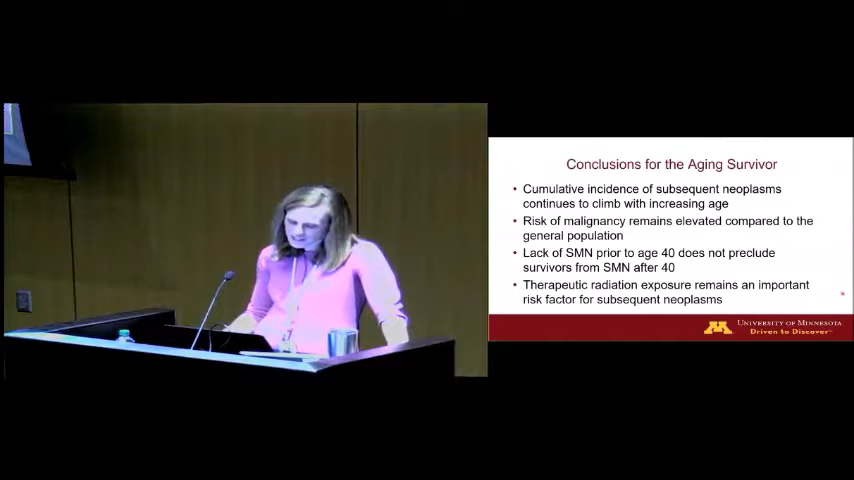 Conclusions for the Aging Survivor
• Cumulative incidence of subsequent neoplasms
continues to climb with increasing age
• Risk of malignancy remains elevated compared to the
general population
• Lack of SMN prior to age 40 does not preclude
survivors from SMN after 40
• Therapeutic radiation exposure remains an important
risk factor for subsequent neoplasms
M UNIVERSITY OF MINNESOTA
Driven to Discover